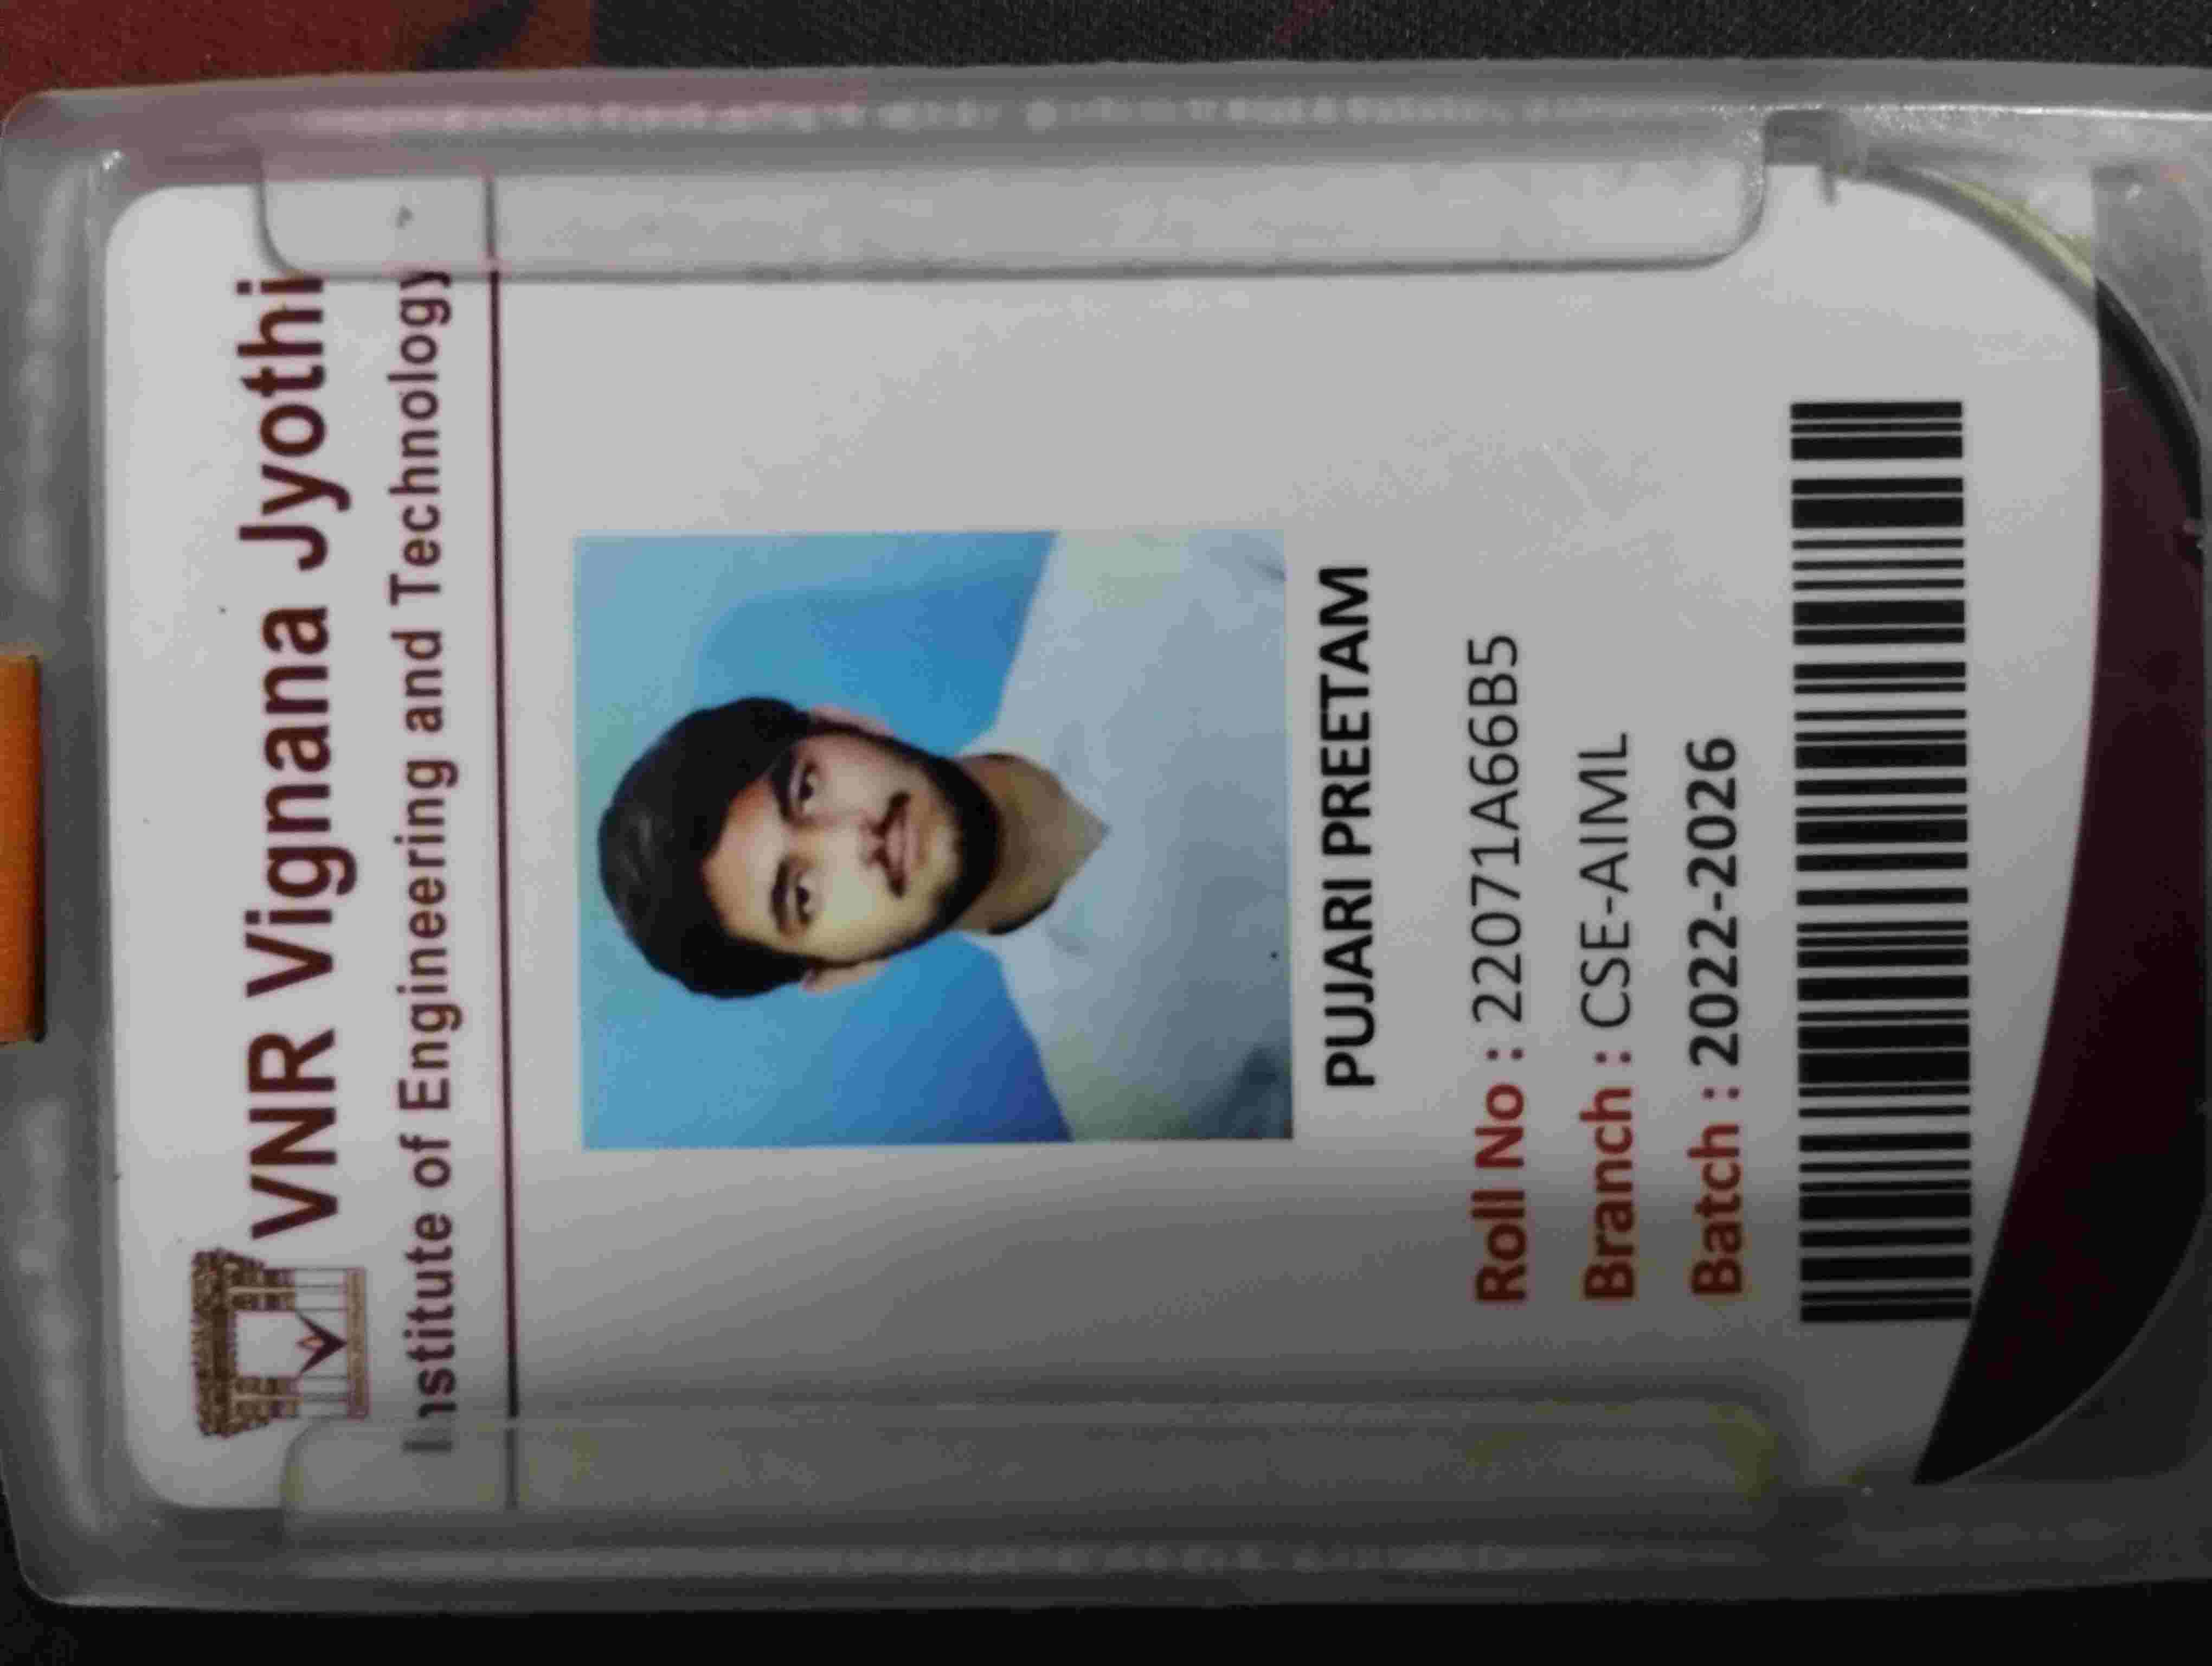 VNR Vignana Jyothi
Institute of Engineering and Technology
PUJARI PREETAM
Roll No : 22071A66B5
Branch : CSE-AIML
Batch : 2022-2026